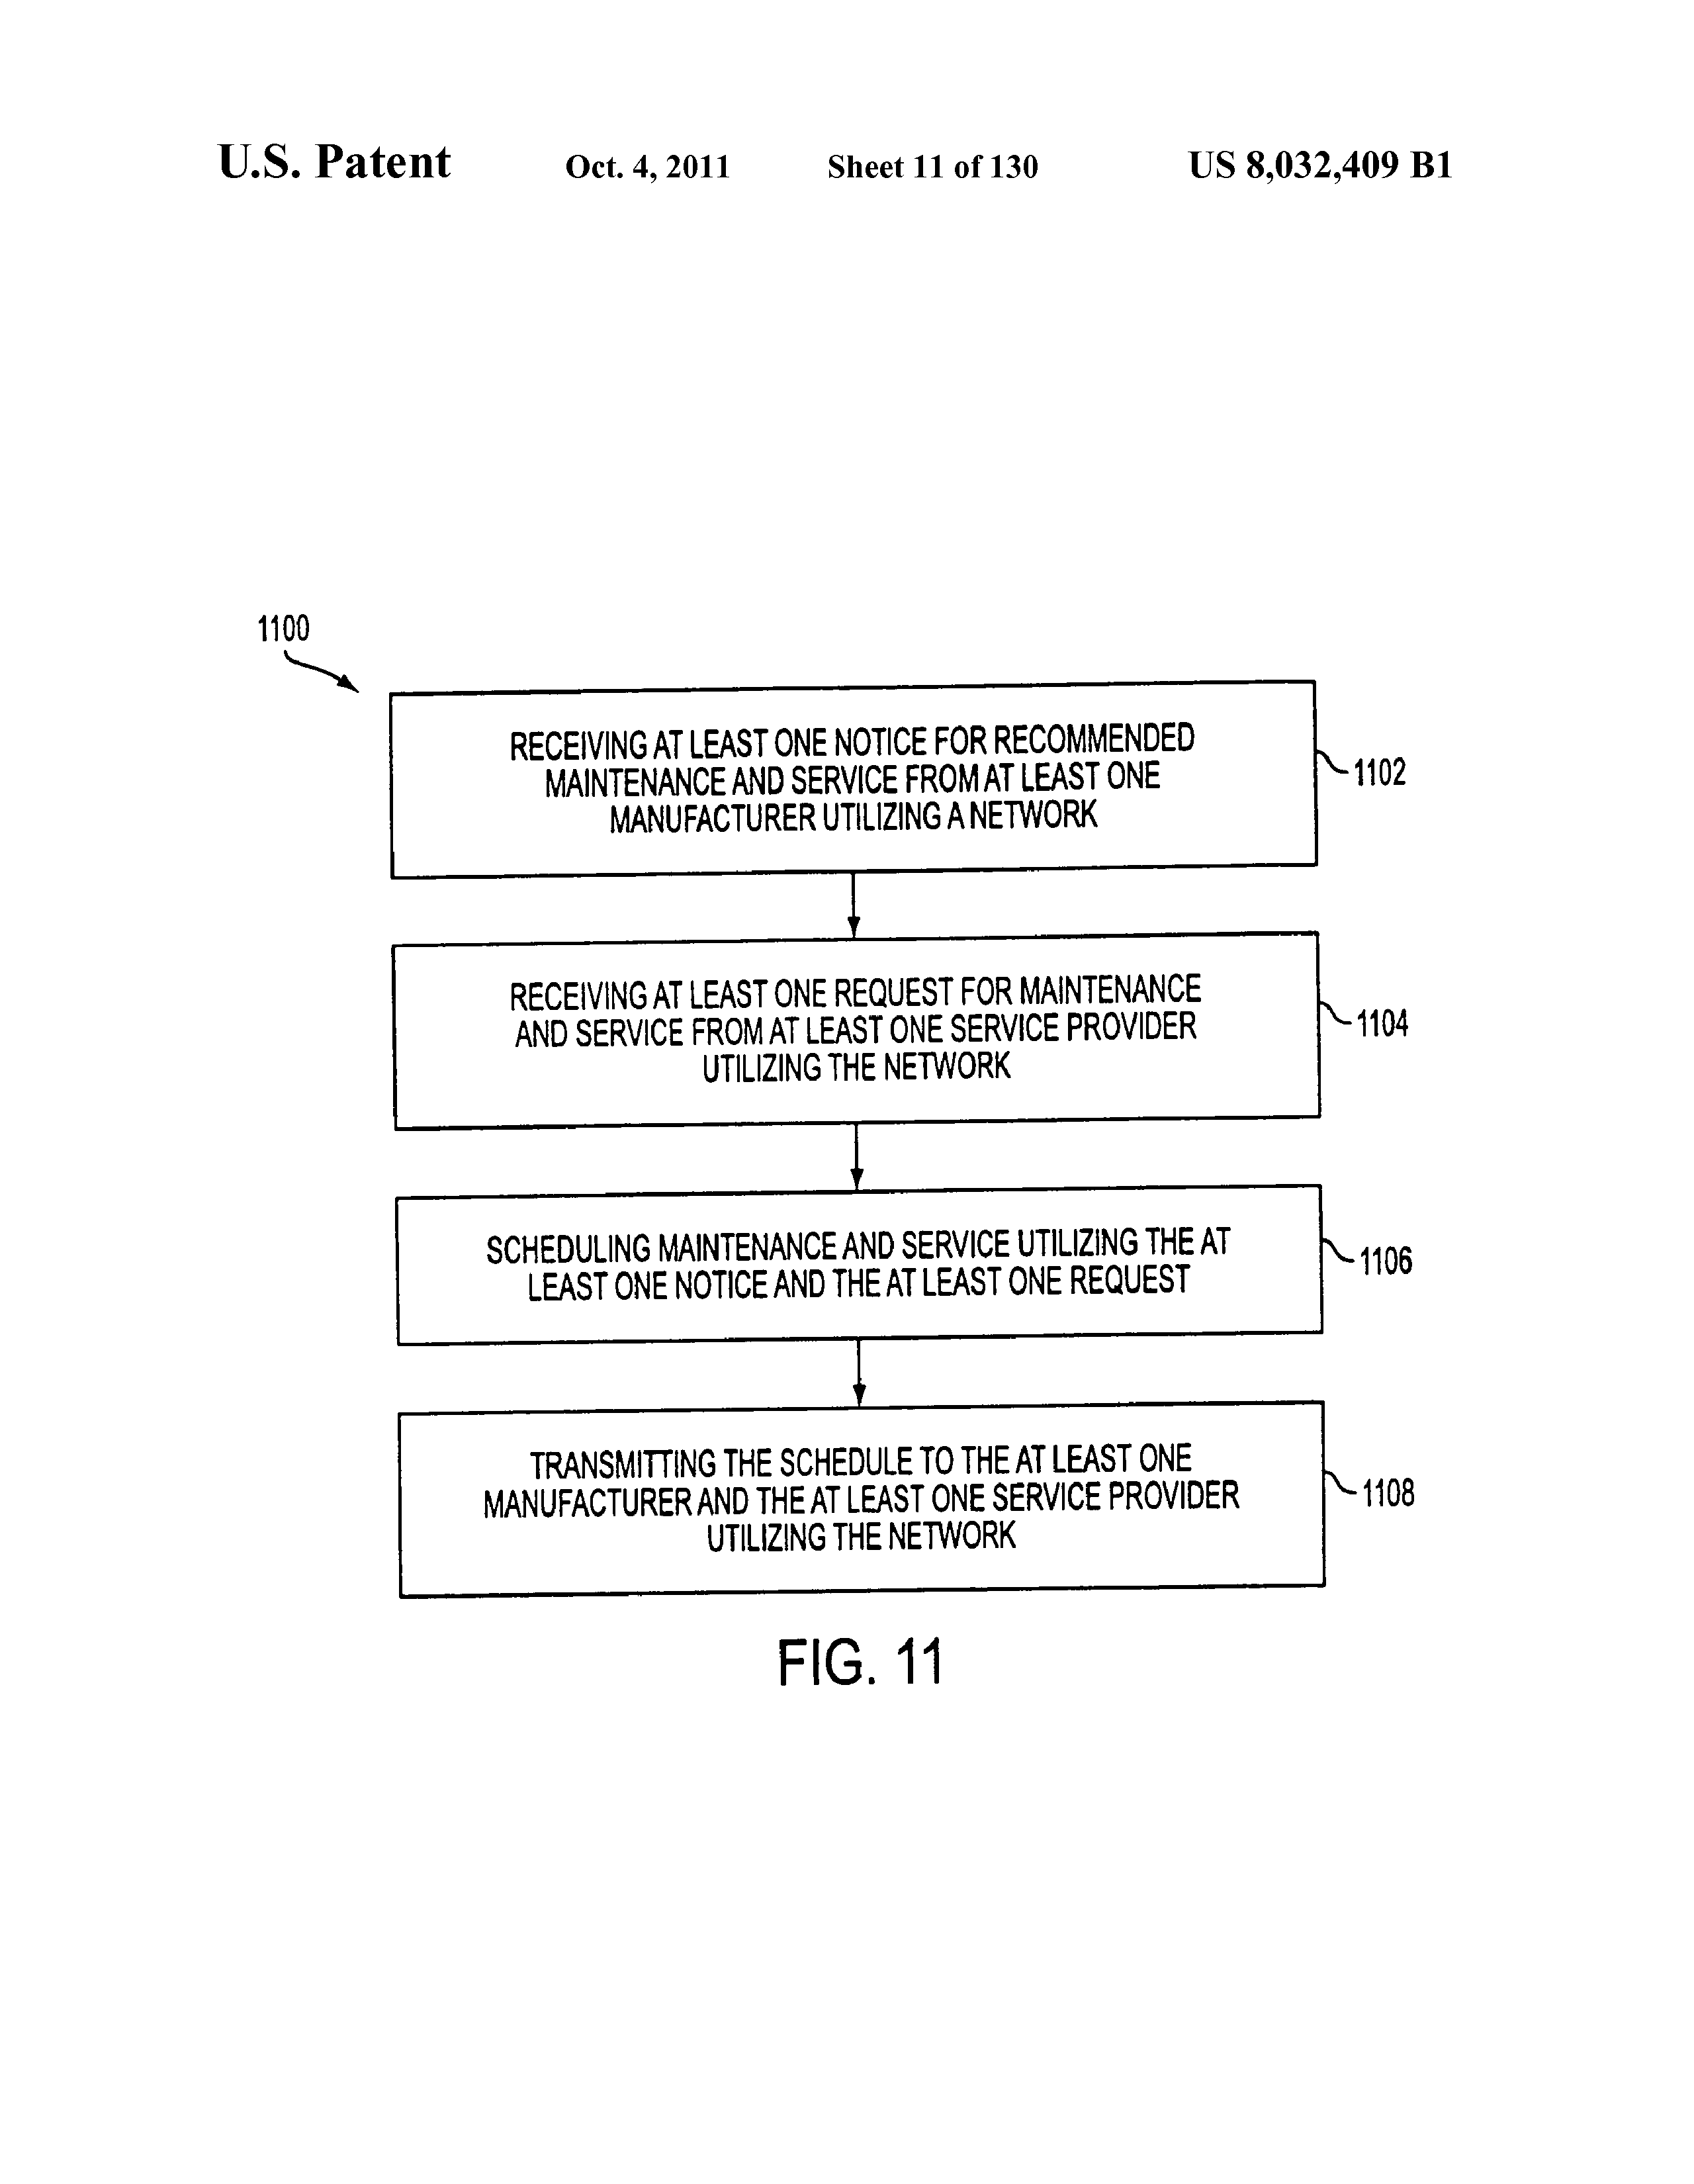 U.S. Patent Oct. 4, 2011 Sheet 11 of 130 US 8,032,409 B1
1100
RECEIVING AT LEAST ONE NOTICE FOR RECOMMENDED
MAINTENANCE AND SERVICE FROM AT LEAST ONE
MANUFACTURER UTILIZING A NETWORK
1102
RECEIVING AT LEAST ONE REQUEST FOR MAINTENANCE
AND SERVICE FROM AT LEAST ONE SERVICE PROVIDER
UTILIZING THE NETWORK
1104
SCHEDULING MAINTENANCE AND SERVICE UTILIZING THE AT
LEAST ONE NOTICE AND THE AT LEAST ONE REQUEST
1106
TRANSMITTING THE SCHEDULE TO THE AT LEAST ONE
MANUFACTURER AND THE AT LEAST ONE SERVICE PROVIDER
UTILIZING THE NETWORK
1108
FIG. 11